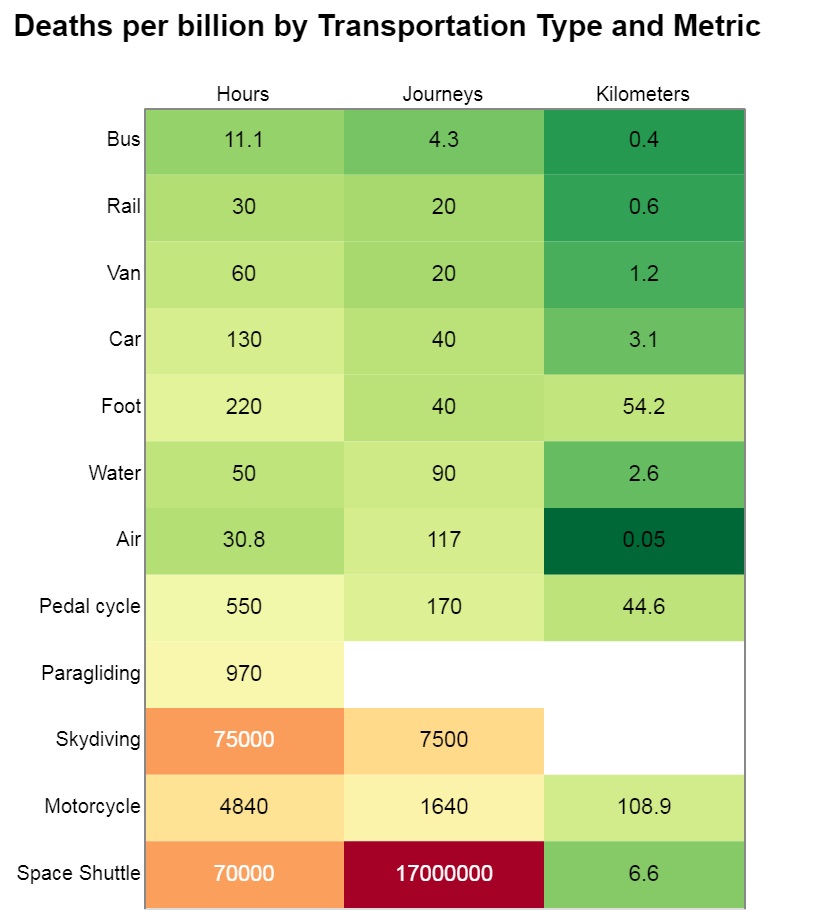 Deaths per billion by Transportation Type and Metric
Hours Journeys Kilometers
Bus 11.1 4.3 0.4
Rail 30 20 0.6
Van 60 20 1.2
Car 130 40 3.1
Foot 220 40 54.2
Water 50 90 2.6
Air 30.8 117 0.05
Pedal cycle 550 170 44.6
Paragliding 970
Skydiving 75000 7500
Motorcycle 4840 1640 108.9
Space Shuttle 70000 17000000 6.6